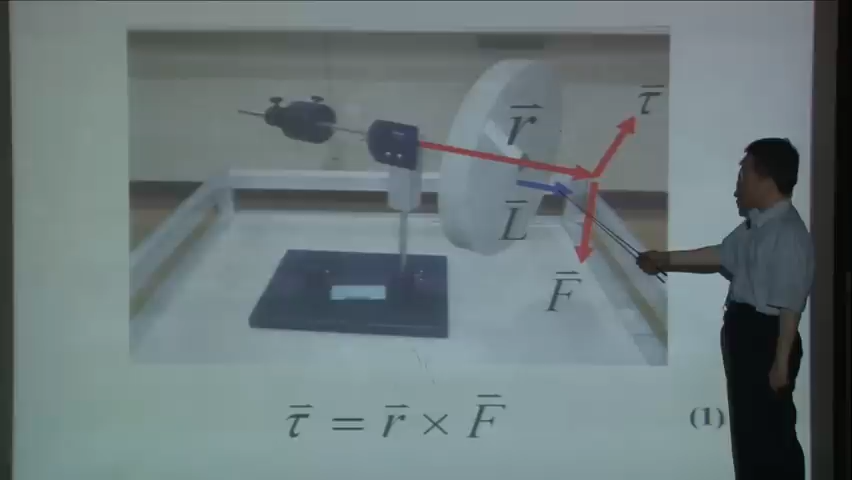 τ⃗
r⃗
L⃗
F⃗
τ⃗ = r⃗ × F⃗ (1)